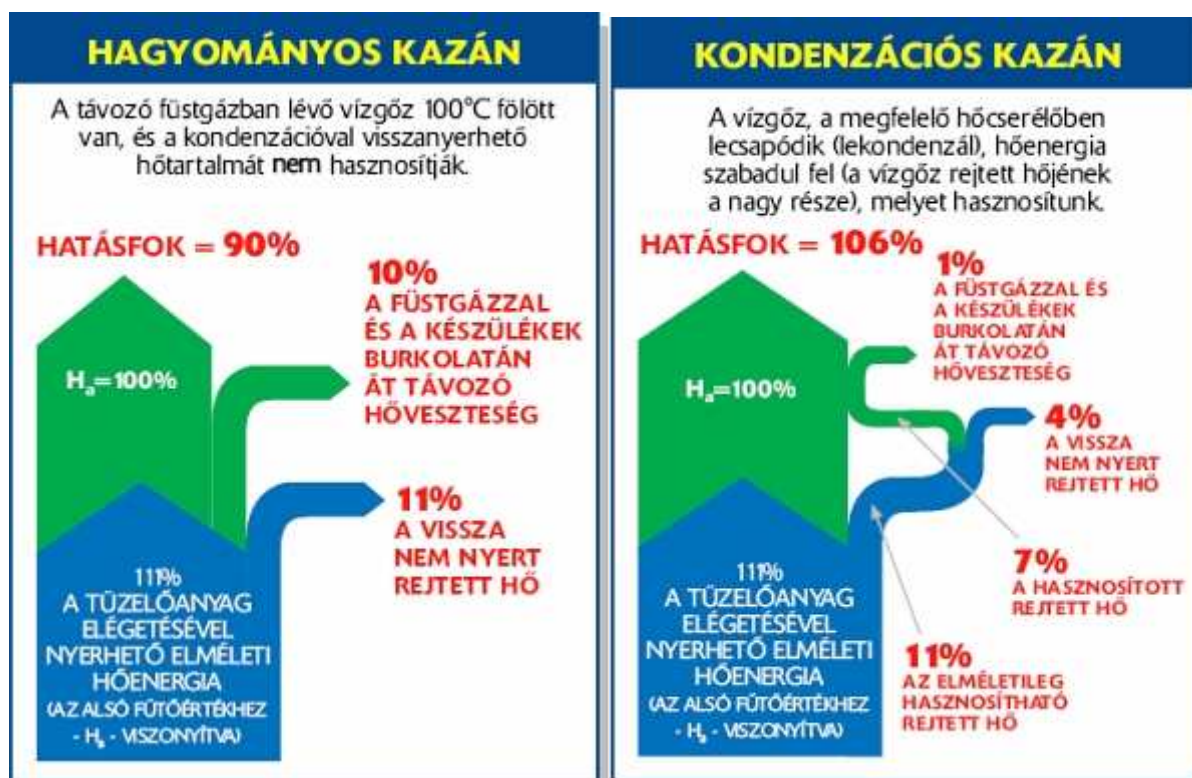 HAGYOMÁNYOS KAZÁN
A távozó füstgázban lévő vízgőz 100°C fölött
van, és a kondenzációval visszanyerhető
hőtartalmát nem hasznosítják.
HATÁSFOK = 90%
10%
A FÜSTGÁZZAL
ÉS A KÉSZÜLÉKEK
BURKOLATÁN
ÁT TÁVOZÓ
HŐVESZTESÉG
Hₐ=100%
11%
A VISSZA
NEM NYERT
REJTETT HŐ
111%
A TÜZELŐANYAG
ELÉGETÉSÉVEL
NYERHETŐ ELMÉLETI
HŐENERGIA
(AZ ALSÓ FŰTŐÉRTÉKHEZ
- Hₐ - VISZONYÍTVA)
KONDENZÁCIÓS KAZÁN
A vízgőz, a megfelelő hőcserélőben
lecsapódik (lekondenzál), hőenergia
szabadul fel (a vízgőz rejtett hőjének
a nagy része), melyet hasznosítunk.
HATÁSFOK = 106%
1%
A FÜSTGÁZZAL ÉS
A KÉSZÜLÉKEK
BURKOLATÁN
ÁT TÁVOZÓ
HŐVESZTESÉG
Hₐ=100%
4%
A VISSZA
NEM NYERT
REJTETT HŐ
7%
A HASZNOSÍTOTT
REJTETT HŐ
111%
A TÜZELŐANYAG
ELÉGETÉSÉVEL
NYERHETŐ ELMÉLETI
HŐENERGIA
(AZ ALSÓ FŰTŐÉRTÉKHEZ
- Hₐ - VISZONYÍTVA)
11%
AZ ELMÉLETILEG
HASZNOSÍTHATÓ
REJTETT HŐ